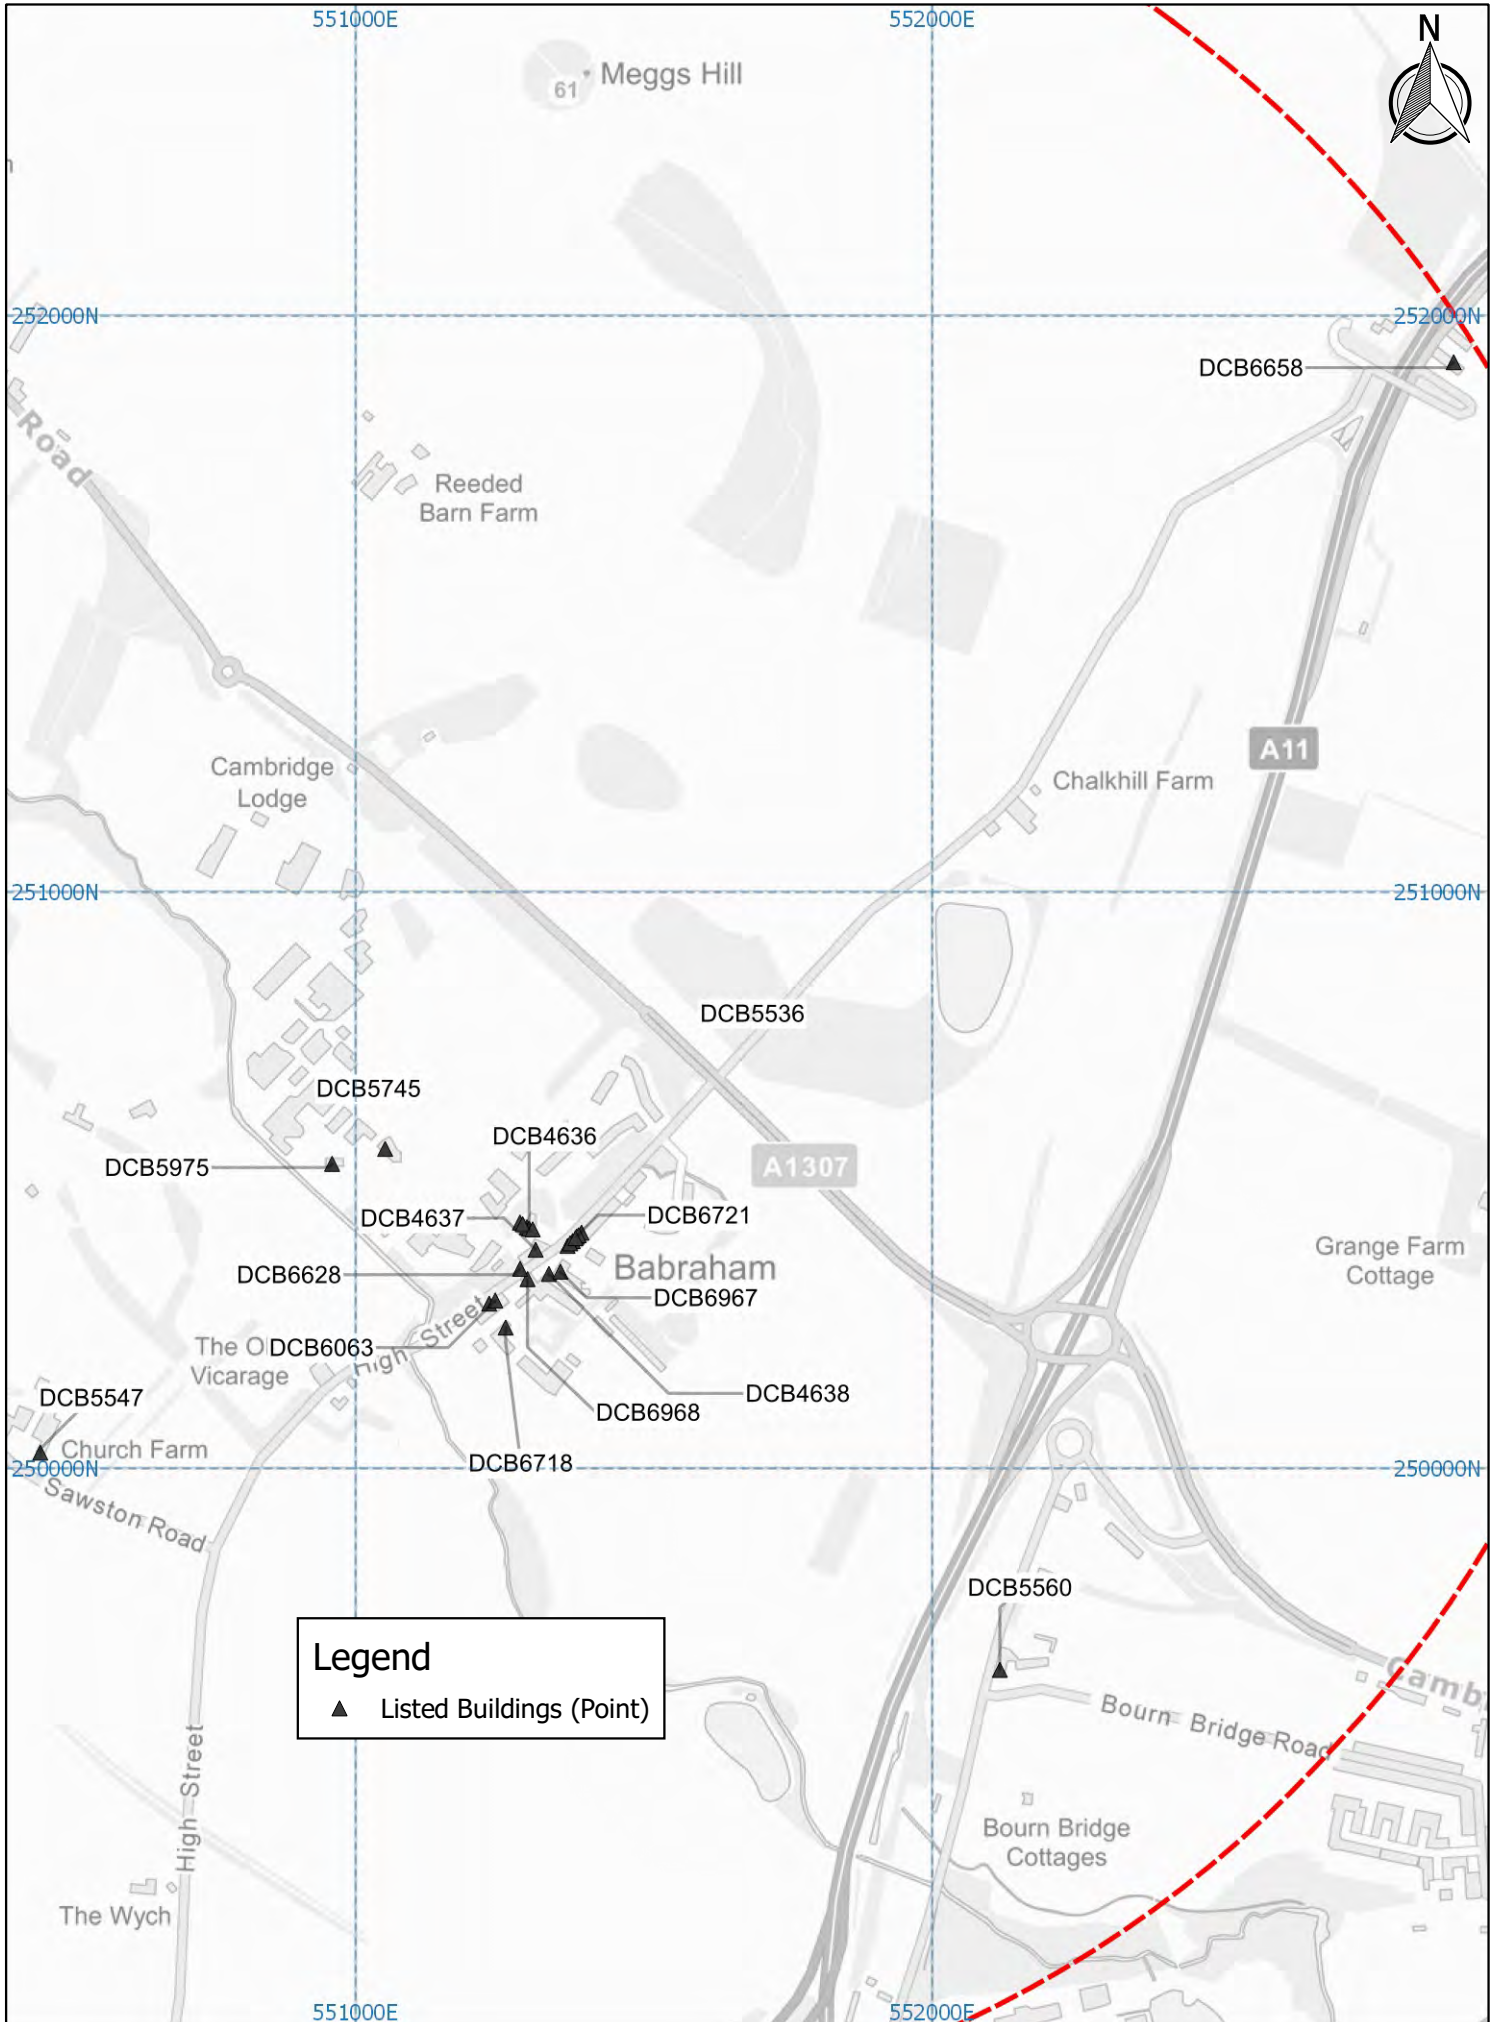 551000E
552000E
N
61
Meggs Hill
252000N
252000N
DCB6658
Road
Reeded
Barn Farm
A11
Cambridge
Lodge
Chalkhill Farm
251000N
251000N
DCB5536
DCB5745
DCB4636
A1307
DCB5975
DCB4637
DCB6721
Babraham
Grange Farm
Cottage
DCB6628
DCB6967
High Street
The Ol
DCB6063
Vicarage
DCB5547
DCB4638
DCB6968
Church Farm
DCB6718
250000N
250000N
Sawston Road
DCB5560
Legend
Listed Buildings (Point)
Camb
Bourn Bridge Road
High Street
Bourn Bridge
Cottages
The Wych
551000E
552000E